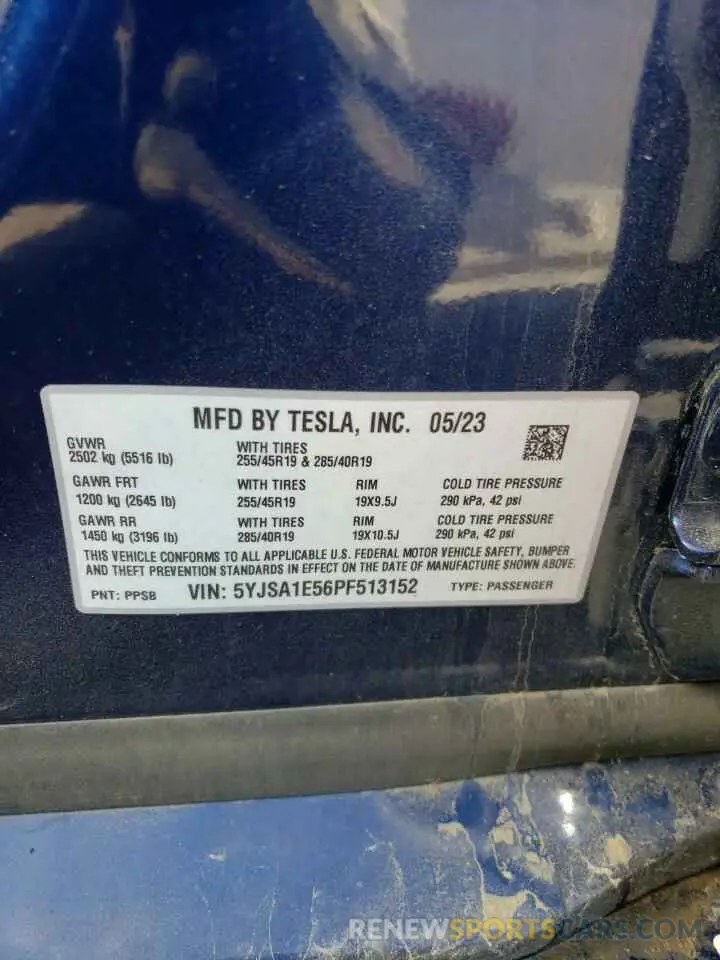 MFD BY TESLA, INC. 05/23
GVWR
2502 kg (5516 lb)
WITH TIRES
255/45R19 & 285/40R19
GAWR FRT WITH TIRES RIM COLD TIRE PRESSURE
1200 kg (2645 lb) 255/45R19 19X9.5J 290 kPa, 42 psi
GAWR RR WITH TIRES RIM COLD TIRE PRESSURE
1450 kg (3196 lb) 285/40R19 19X10.5J 290 kPa, 42 psi
THIS VEHICLE CONFORMS TO ALL APPLICABLE U.S. FEDERAL MOTOR VEHICLE SAFETY, BUMPER
AND THEFT PREVENTION STANDARDS IN EFFECT ON THE DATE OF MANUFACTURE SHOWN ABOVE.
PNT: PPSB VIN: 5YJSA1E56PF513152 TYPE: PASSENGER
RENEWSPORTSCARS.COM